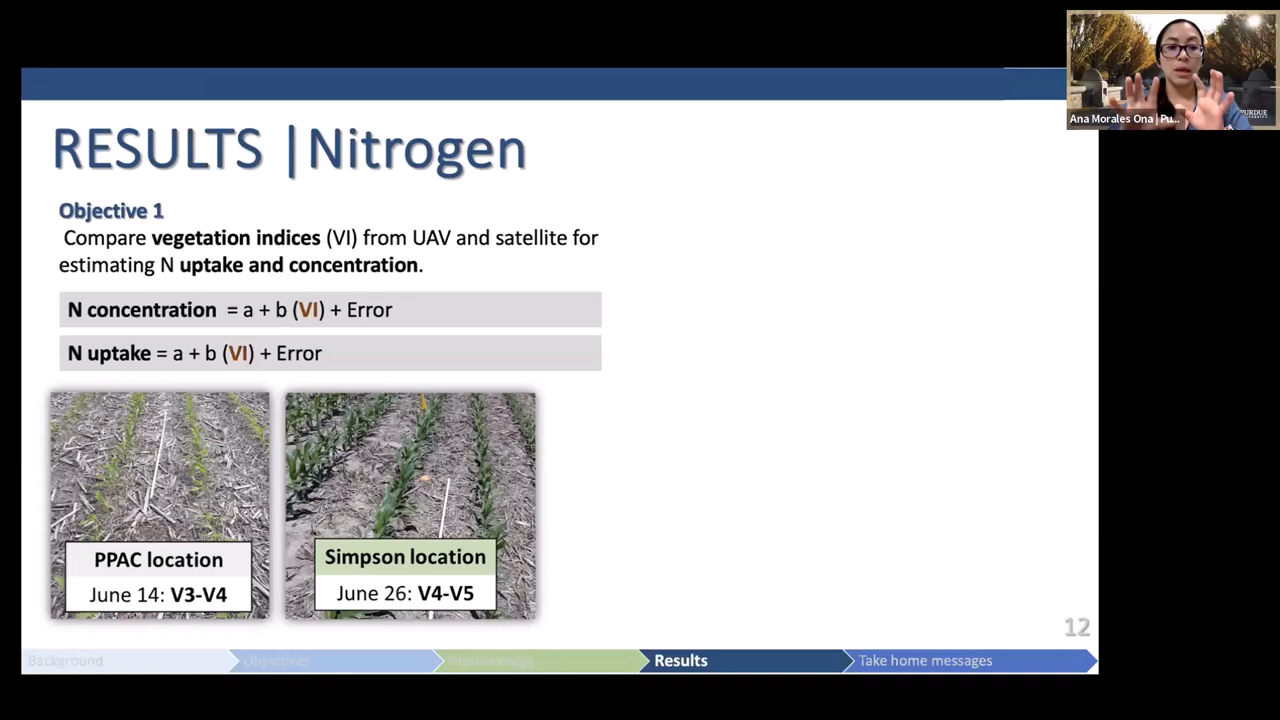 Ana Morales Ona | Pu...
PURDUE
RESULTS |Nitrogen
Objective 1
Compare vegetation indices (VI) from UAV and satellite for
estimating N uptake and concentration.
N concentration = a + b (VI) + Error
N uptake = a + b (VI) + Error
PPAC location
June 14: V3-V4
Simpson location
June 26: V4-V5
12
Background
Objectives
Results
Take home messages